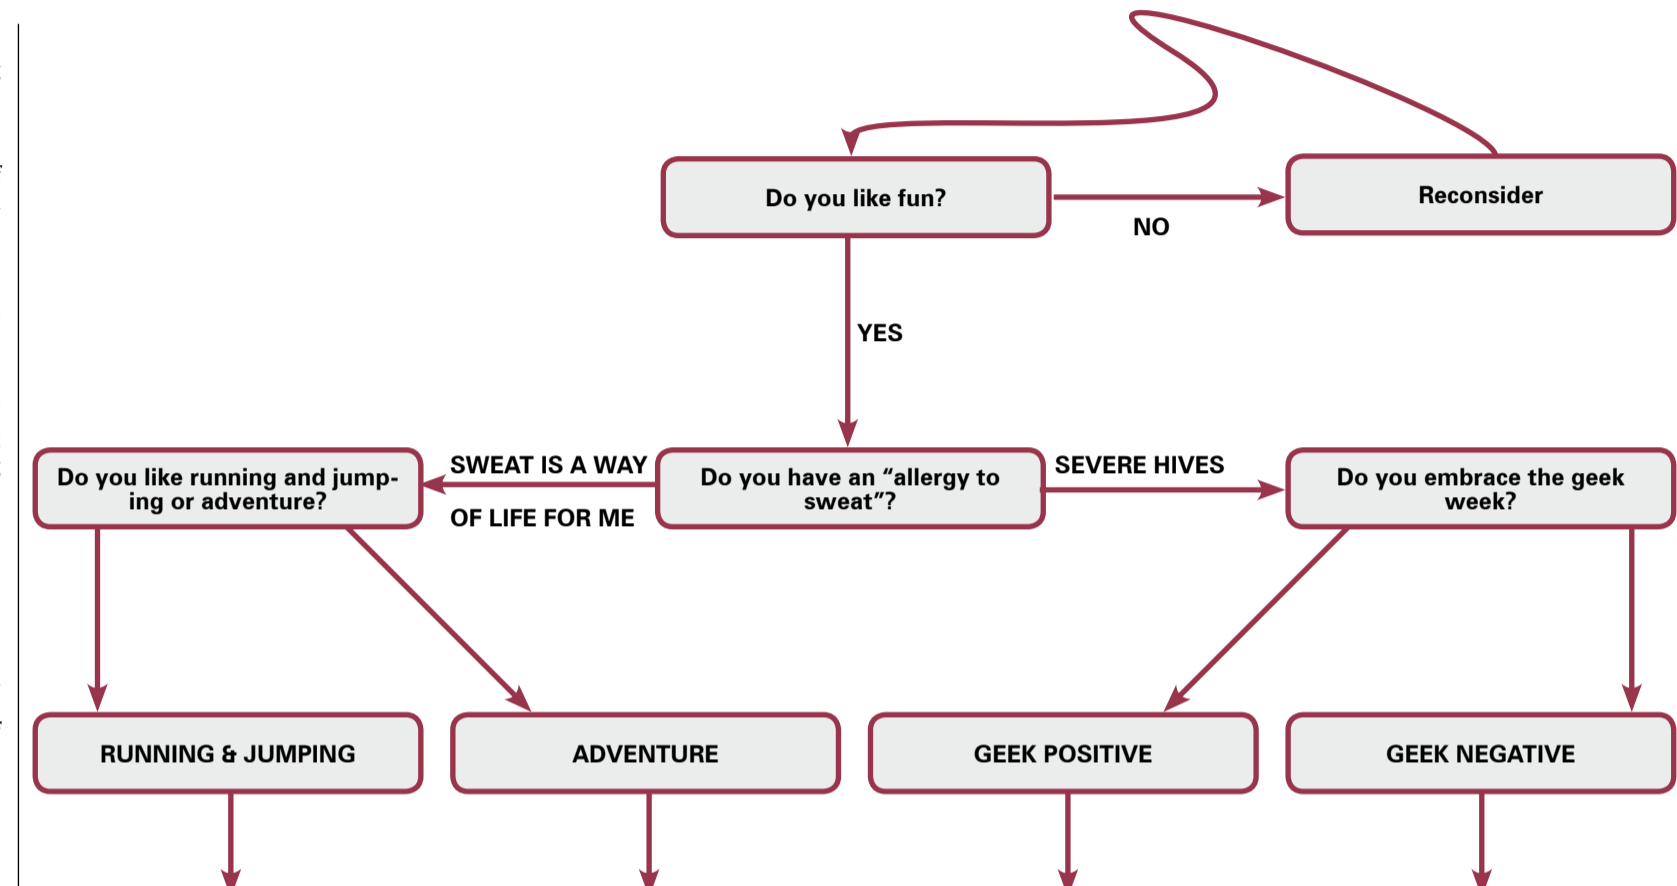 Do you like fun?
Reconsider
NO
YES
SWEAT IS A WAY
OF LIFE FOR ME
Do you like running and jump-
ing or adventure?
Do you have an “allergy to
sweat”?
SEVERE HIVES
Do you embrace the geek
week?
RUNNING & JUMPING
ADVENTURE
GEEK POSITIVE
GEEK NEGATIVE